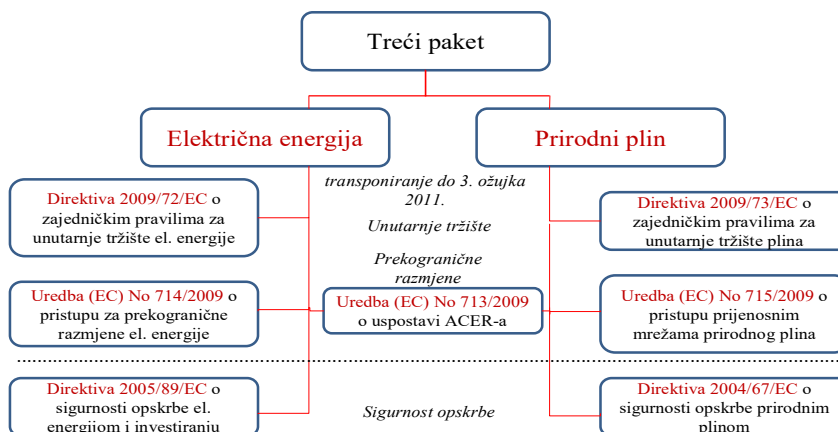 Treći paket
Električna energija
Prirodni plin
transponiranje do 3. ožujka
2011.
Direktiva 2009/72/EC o
zajedničkim pravilima za
unutarnje tržište el. energije
Unutarnje tržište
Direktiva 2009/73/EC o
zajedničkim pravilima za
unutarnje tržište plina
Prekogranične
razmjene
Uredba (EC) No 714/2009 o
pristupu za prekogranične
razmjene el. energije
Uredba (EC) No 713/2009
o uspostavi ACER-a
Uredba (EC) No 715/2009 o
pristupu prijenosnim
mrežama prirodnog plina
Direktiva 2005/89/EC o
sigurnosti opskrbe el.
energijom i investiranju
Sigurnost opskrbe
Direktiva 2004/67/EC o
sigurnosti opskrbe prirodnim
plinom